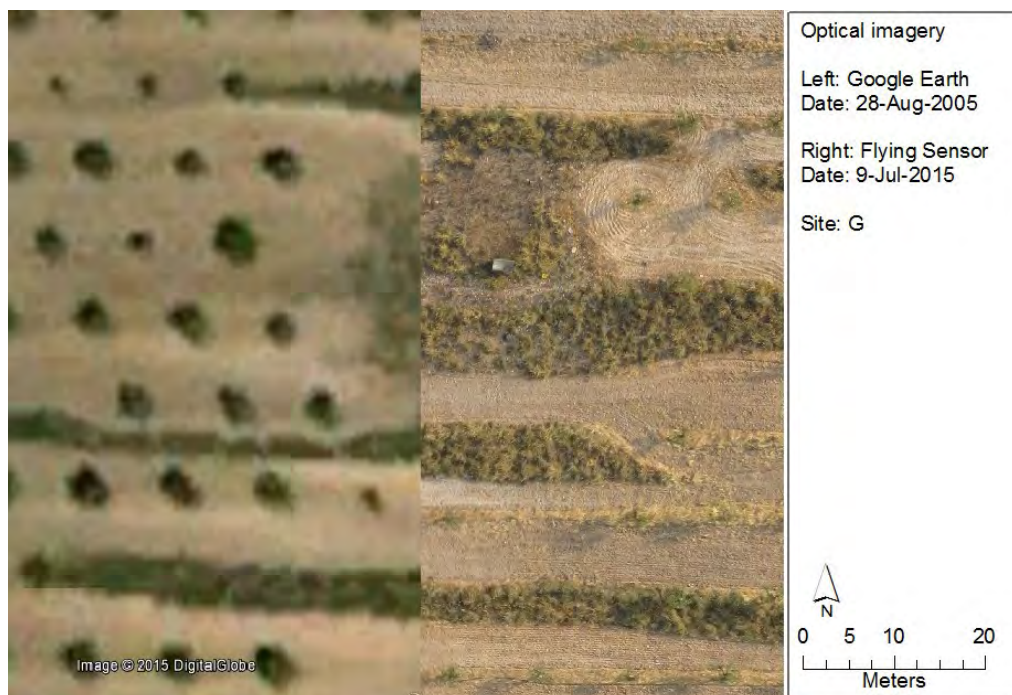 Optical imagery
Left: Google Earth
Date: 28-Aug-2005
Right: Flying Sensor
Date: 9-Jul-2015
Site: G
Image © 2015 DigitalGlobe
N
0 5 10 20
Meters